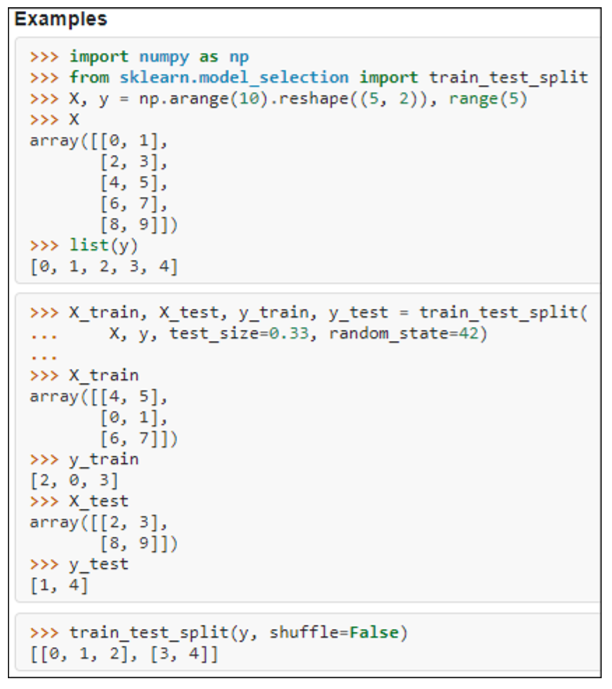 Examples
>>> import numpy as np
>>> from sklearn.model_selection import train_test_split
>>> X, y = np.arange(10).reshape((5, 2)), range(5)
>>> X
array([[0, 1],
       [2, 3],
       [4, 5],
       [6, 7],
       [8, 9]])
>>> list(y)
[0, 1, 2, 3, 4]
>>> X_train, X_test, y_train, y_test = train_test_split(
...     X, y, test_size=0.33, random_state=42)
...
>>> X_train
array([[4, 5],
       [0, 1],
       [6, 7]])
>>> y_train
[2, 0, 3]
>>> X_test
array([[2, 3],
       [8, 9]])
>>> y_test
[1, 4]
>>> train_test_split(y, shuffle=False)
[[0, 1, 2], [3, 4]]